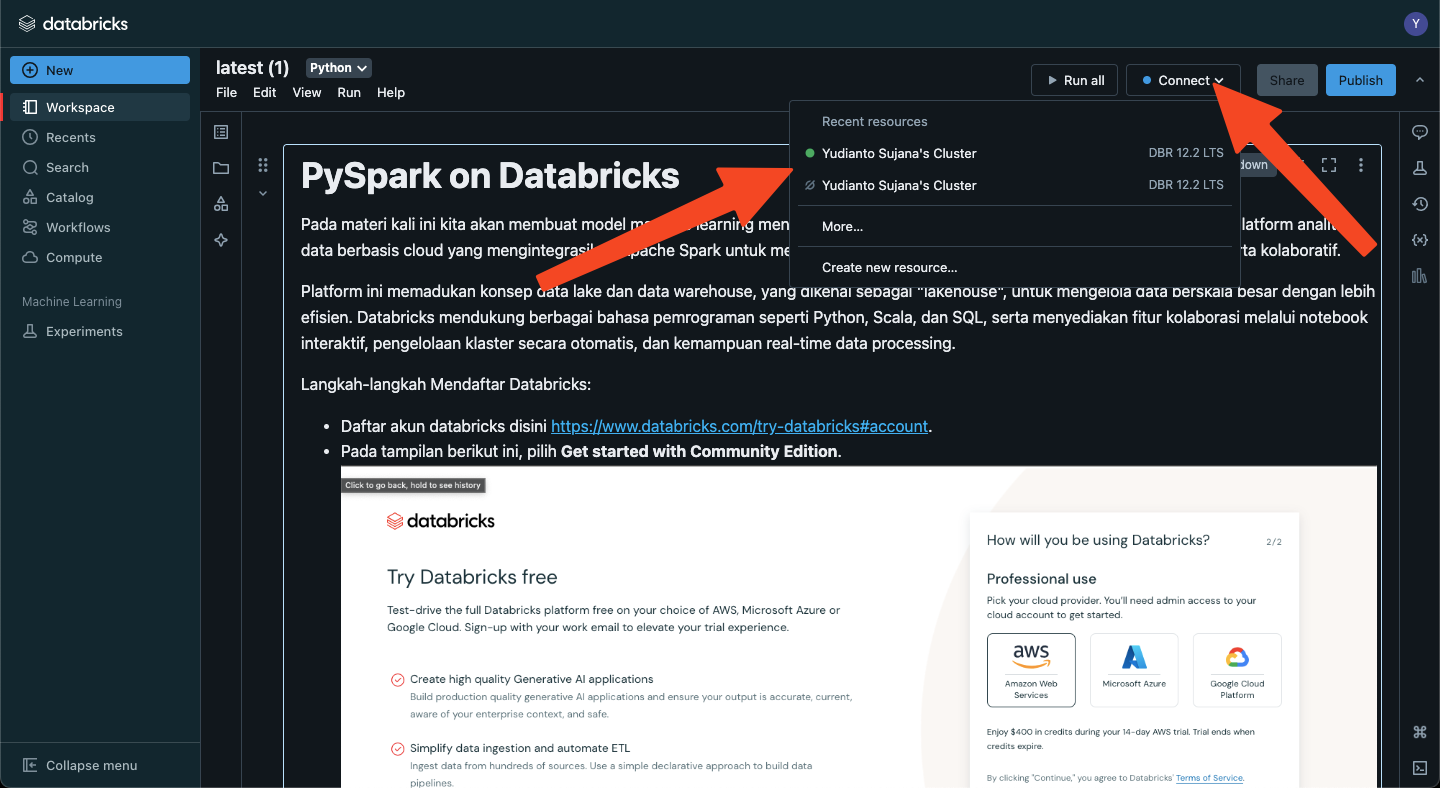 databricks
Y
New
Workspace
Recents
Search
Catalog
Workflows
Compute
Machine Learning
Experiments
Collapse menu
latest (1)
Python
File Edit View Run Help
Run all
Connect
Share
Publish
Recent resources
Yudianto Sujana's Cluster DBR 12.2 LTS
Yudianto Sujana's Cluster DBR 12.2 LTS
More...
Create new resource...
down
PySpark on Databricks
Pada materi kali ini kita akan membuat model learning latform
data berbasis cloud yang Spark untuk kolaboratif.
Platform ini memadukan konsep data lake dan data warehouse, yang dikenal sebagai "lakehouse", untuk mengelola data berskala besar dengan lebih
efisien. Databricks mendukung berbagai bahasa pemrograman seperti Python, Scala, dan SQL, serta menyediakan fitur kolaborasi melalui notebook
interaktif, pengelolaan klaster secara otomatis, dan kemampuan real-time data processing.
Langkah-langkah Mendaftar Databricks:
• Daftar akun databricks disini https://www.databricks.com/try-databricks#account.
• Pada tampilan berikut ini, pilih Get started with Community Edition.
Click to go back, hold to see history
databricks
Try Databricks free
Test-drive the full Databricks platform free on your choice of AWS, Microsoft Azure or
Google Cloud. Sign-up with your work email to elevate your trial experience.
Create high quality Generative AI applications
Build production quality generative AI applications and ensure your output is accurate, current,
aware of your enterprise context, and safe.
Simplify data ingestion and automate ETL
Ingest data from hundreds of sources. Use a simple declarative approach to build data
pipelines.
How will you be using Databricks? 2/2
Professional use
Pick your cloud provider. You'll need admin access to your
cloud account to get started.
aws
Amazon Web
Services
Microsoft Azure
Google Cloud
Platform
Enjoy $400 in credits during your 14-day AWS trial. Trial ends when
credits expire.
By clicking "Continue," you agree to Databricks' Terms of Service.